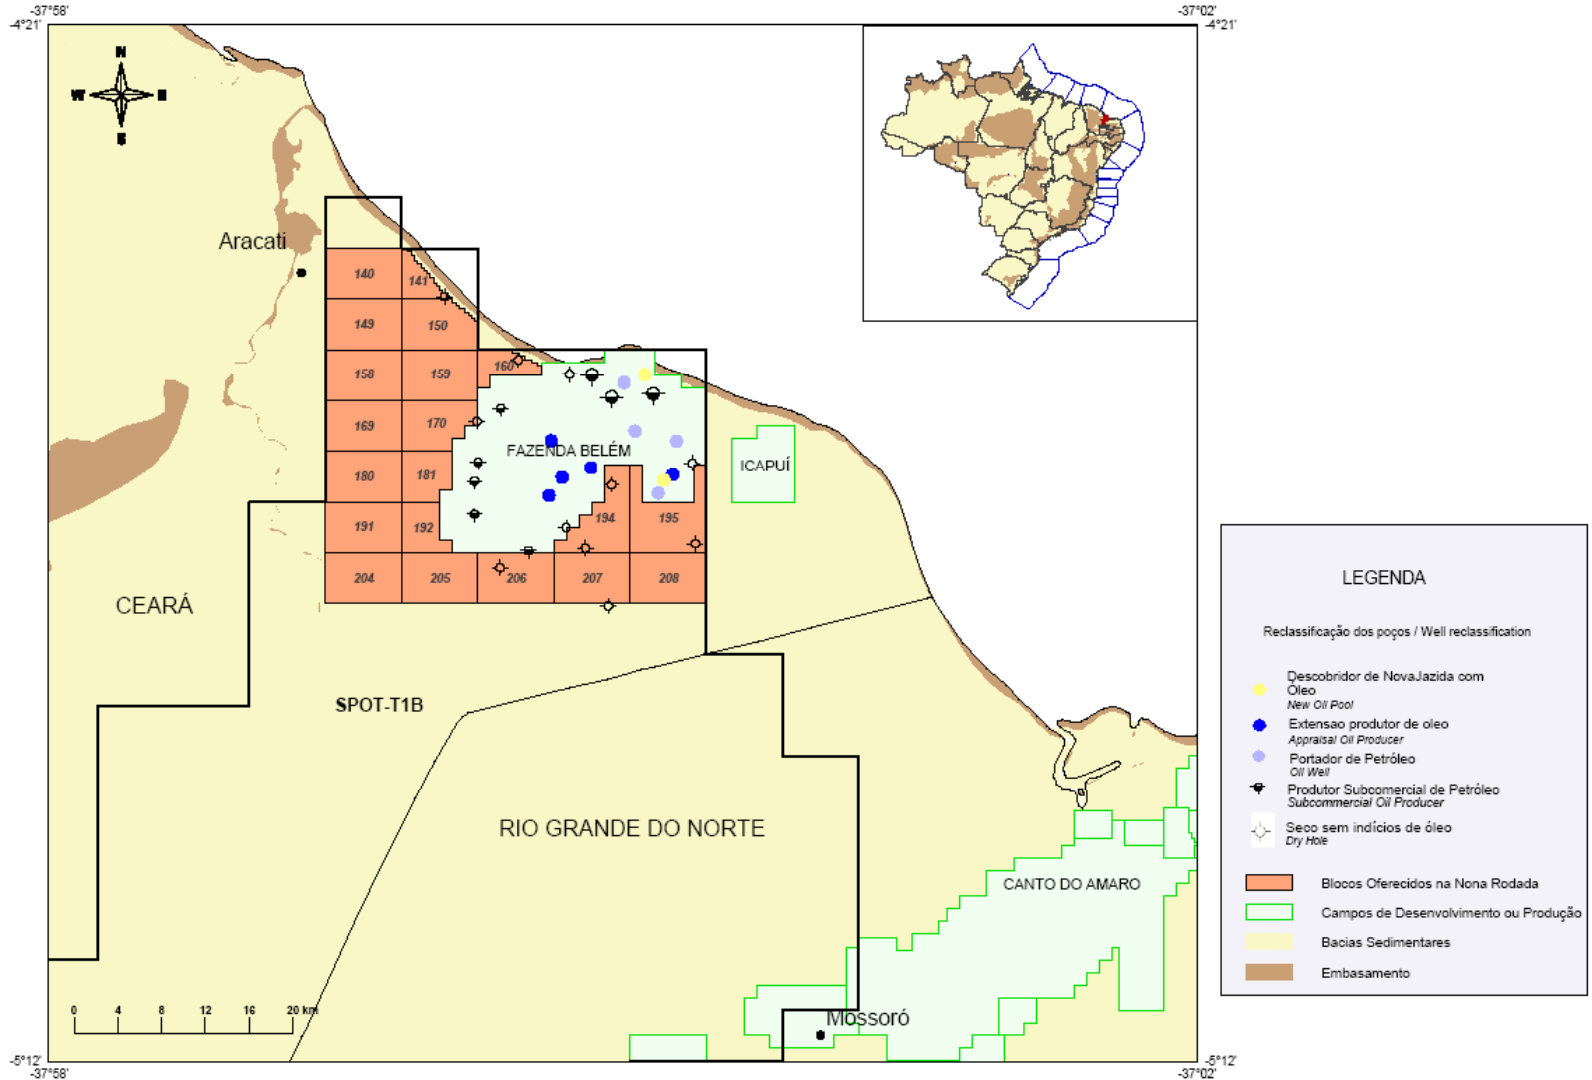 -37°58'
-37°02'
-4°21'
-4°21'
N
W
E
S
Aracati
140
141
149
150
158
159
160
169
170
FAZENDA BELÉM
ICAPUÍ
180
181
191
192
194
195
204
205
206
207
208
CEARÁ
SPOT-T1B
RIO GRANDE DO NORTE
CANTO DO AMARO
Mossoró
0 4 8 12 16 20 km
-5°12'
-5°12'
-37°58'
-37°02'
LEGENDA
Reclassificação dos poços / Well reclassification
Descobridor de NovaJazida com
Óleo
New Oil Pool
Extensao produtor de oleo
Appraisal Oil Producer
Portador de Petróleo
Oil Well
Produtor Subcomercial de Petróleo
Subcommercial Oil Producer
Seco sem indícios de óleo
Dry Hole
Blocos Oferecidos na Nona Rodada
Campos de Desenvolvimento ou Produção
Bacias Sedimentares
Embasamento